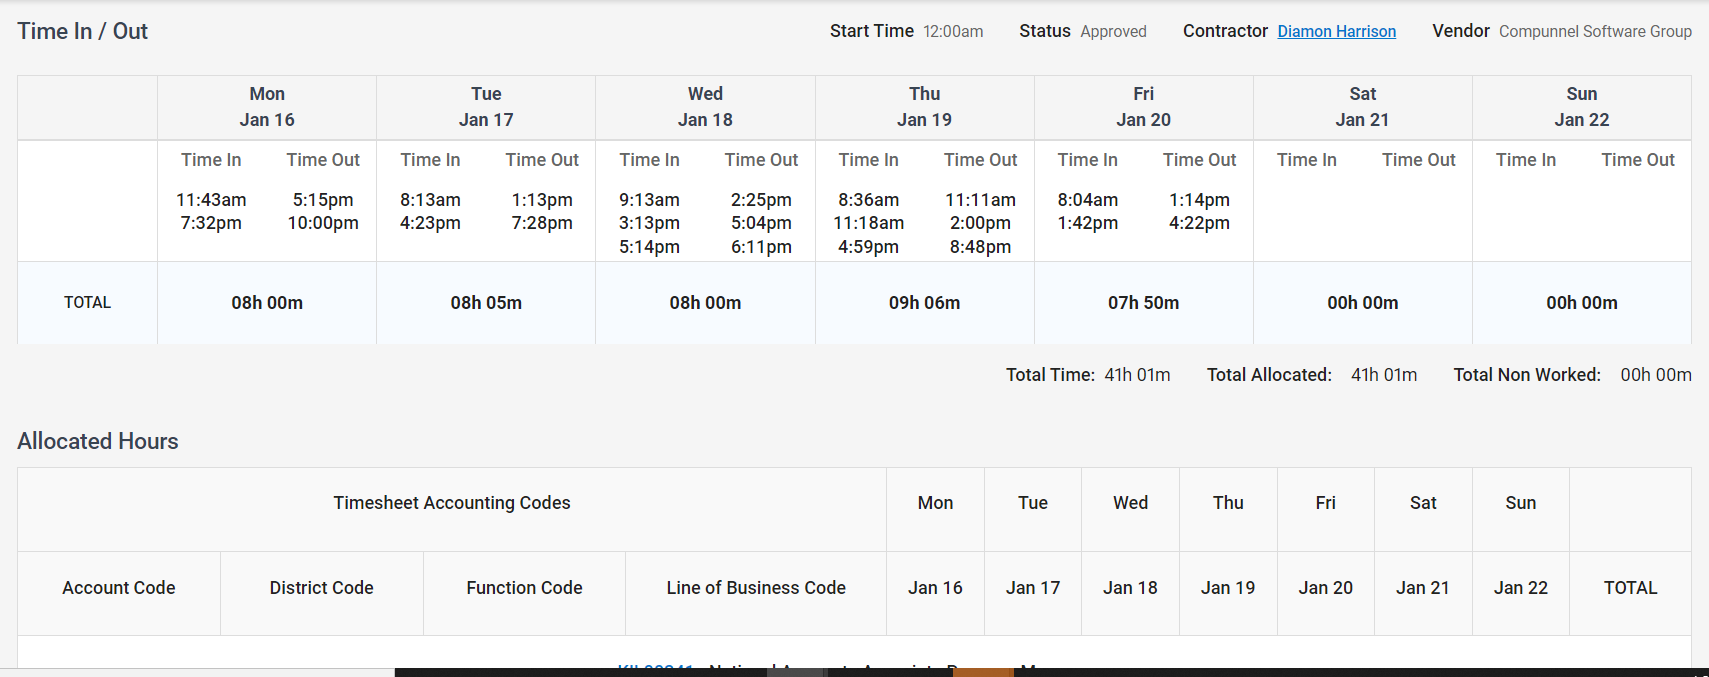 Time In / Out Start Time 12:00am Status Approved Contractor Diamon Harrison Vendor Compunnel Software Group
Mon Tue Wed Thu Fri Sat Sun
Jan 16 Jan 17 Jan 18 Jan 19 Jan 20 Jan 21 Jan 22
Time In Time Out Time In Time Out Time In Time Out Time In Time Out Time In Time Out Time In Time Out Time In Time Out
11:43am 5:15pm 8:13am 1:13pm 9:13am 2:25pm 8:36am 11:11am 8:04am 1:14pm
7:32pm 10:00pm 4:23pm 7:28pm 3:13pm 5:04pm 11:18am 2:00pm 1:42pm 4:22pm
5:14pm 6:11pm 4:59pm 8:48pm
TOTAL 08h 00m 08h 05m 08h 00m 09h 06m 07h 50m 00h 00m 00h 00m
Total Time: 41h 01m Total Allocated: 41h 01m Total Non Worked: 00h 00m
Allocated Hours
Timesheet Accounting Codes Mon Tue Wed Thu Fri Sat Sun
Account Code District Code Function Code Line of Business Code Jan 16 Jan 17 Jan 18 Jan 19 Jan 20 Jan 21 Jan 22 TOTAL